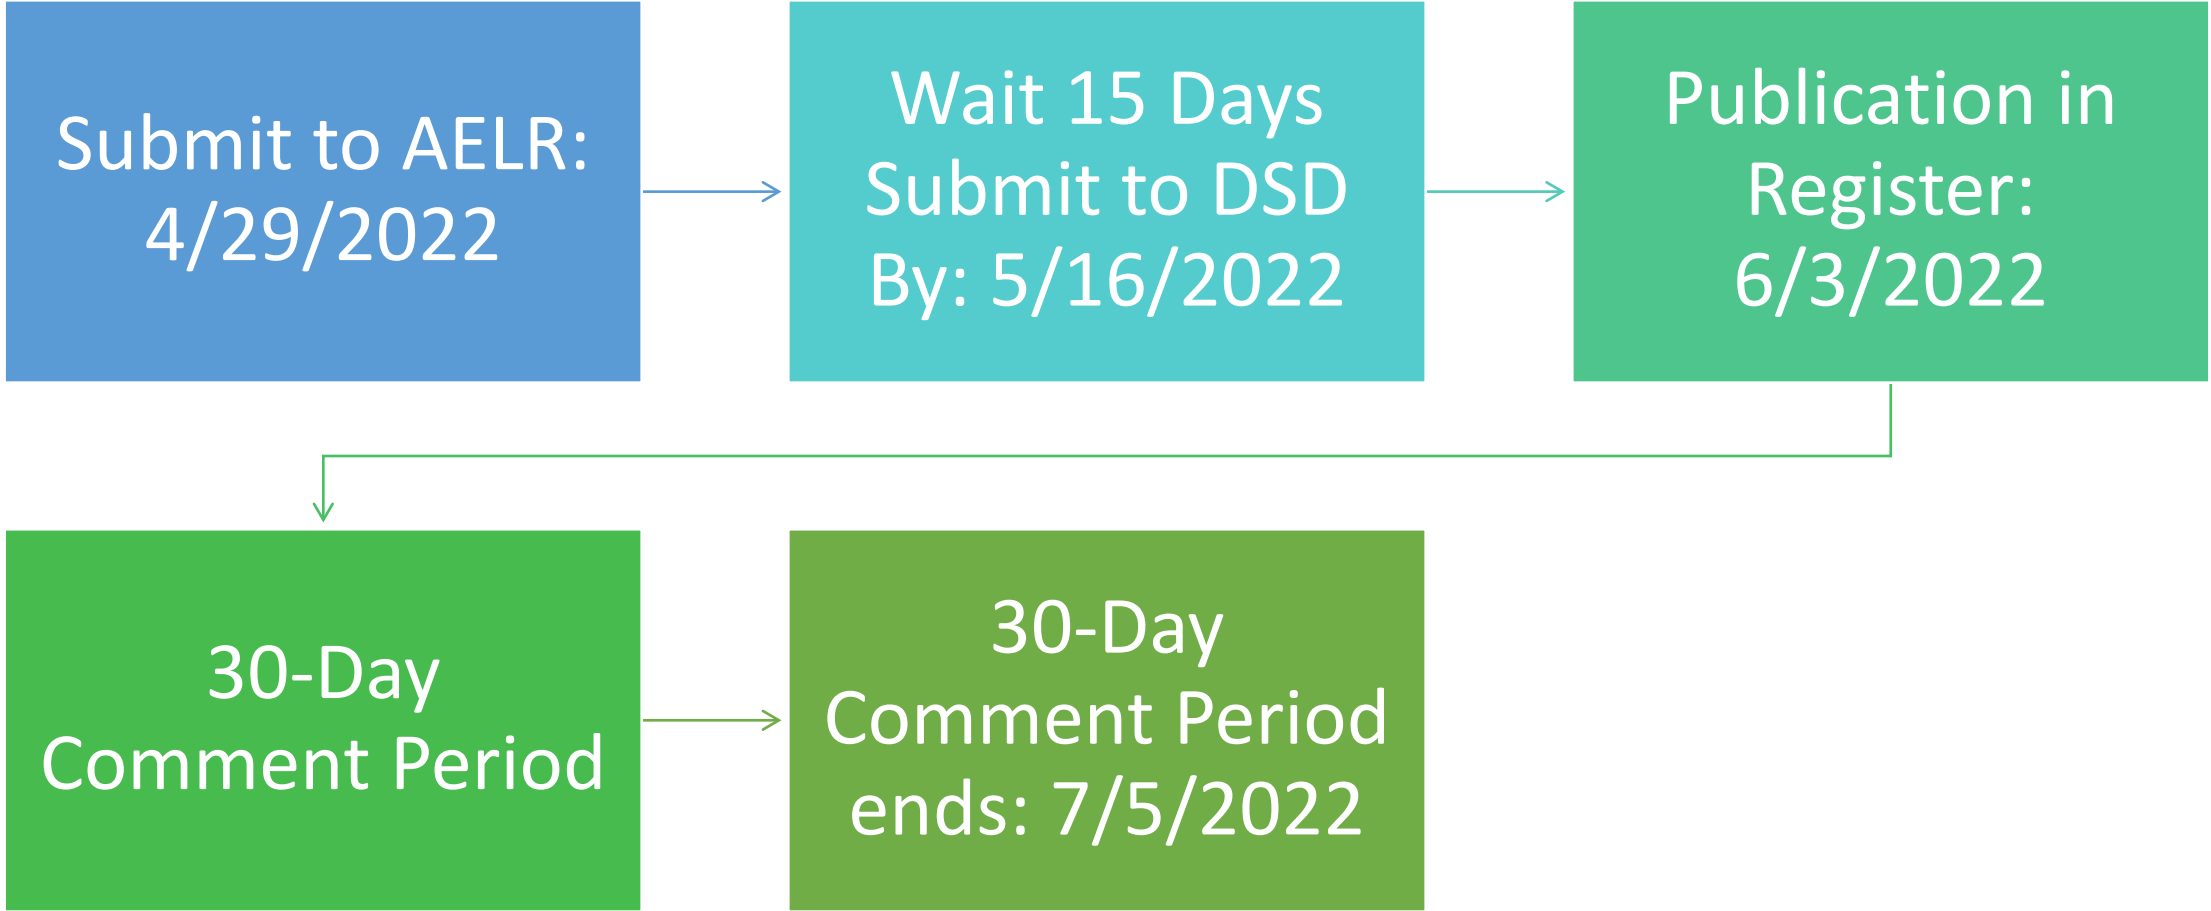 Submit to AELR:
4/29/2022
Wait 15 Days
Submit to DSD
By: 5/16/2022
Publication in
Register:
6/3/2022
30-Day
Comment Period
30-Day
Comment Period
ends: 7/5/2022